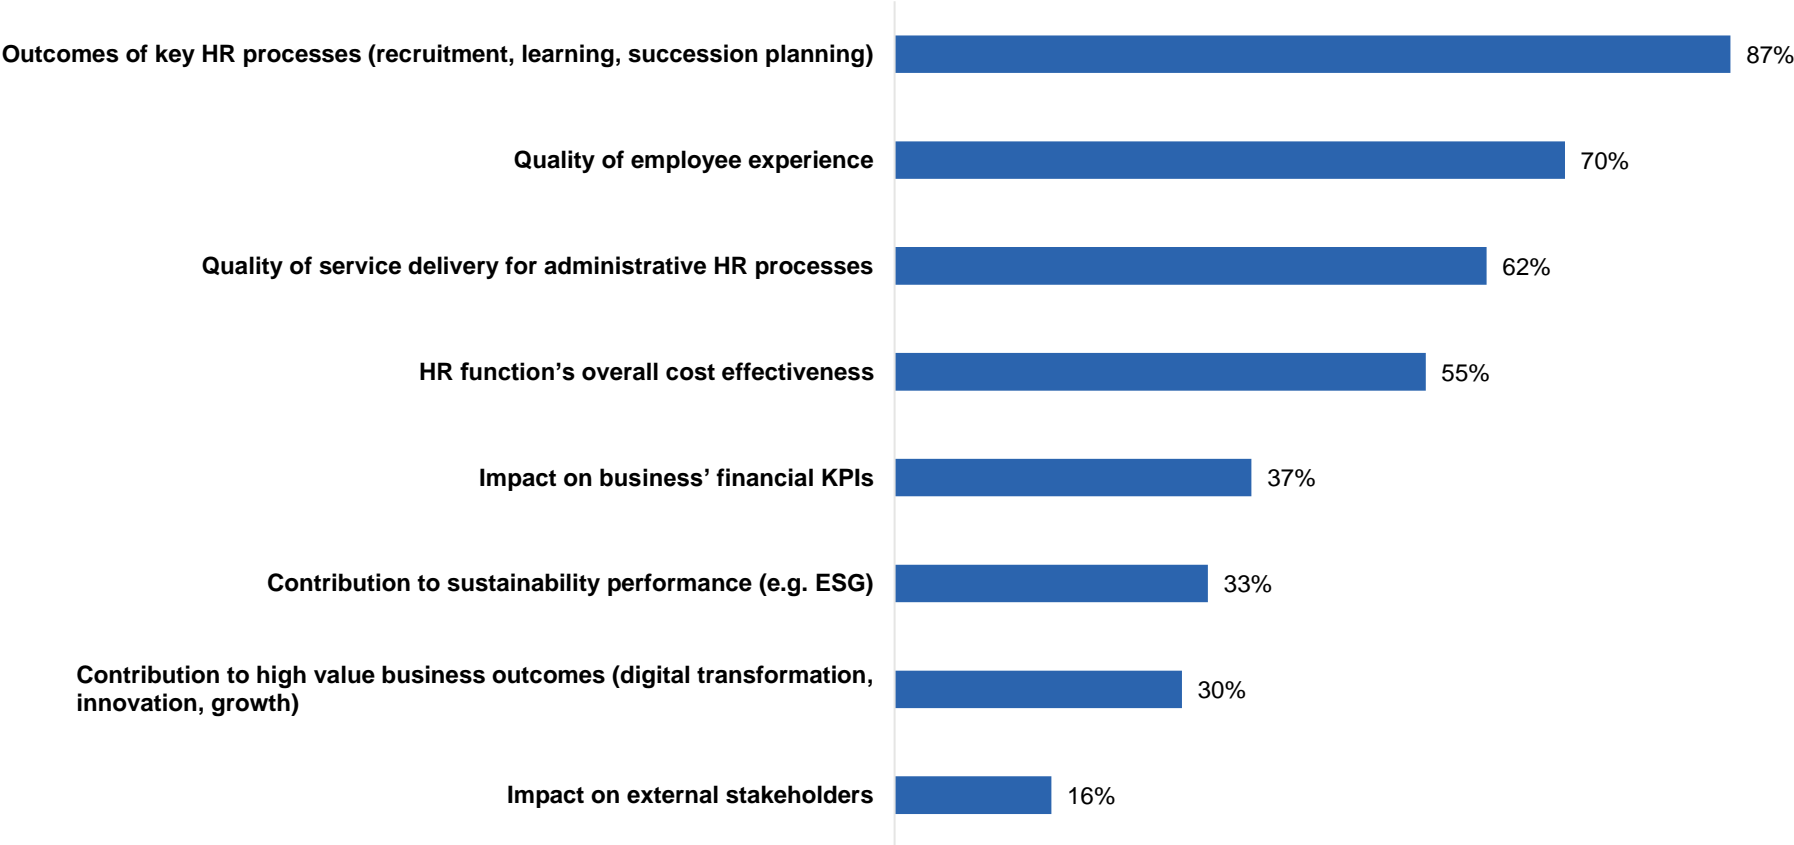 Outcomes of key HR processes (recruitment, learning, succession planning)
87%
Quality of employee experience
70%
Quality of service delivery for administrative HR processes
62%
HR function’s overall cost effectiveness
55%
Impact on business’ financial KPIs
37%
Contribution to sustainability performance (e.g. ESG)
33%
Contribution to high value business outcomes (digital transformation,
innovation, growth)
30%
Impact on external stakeholders
16%